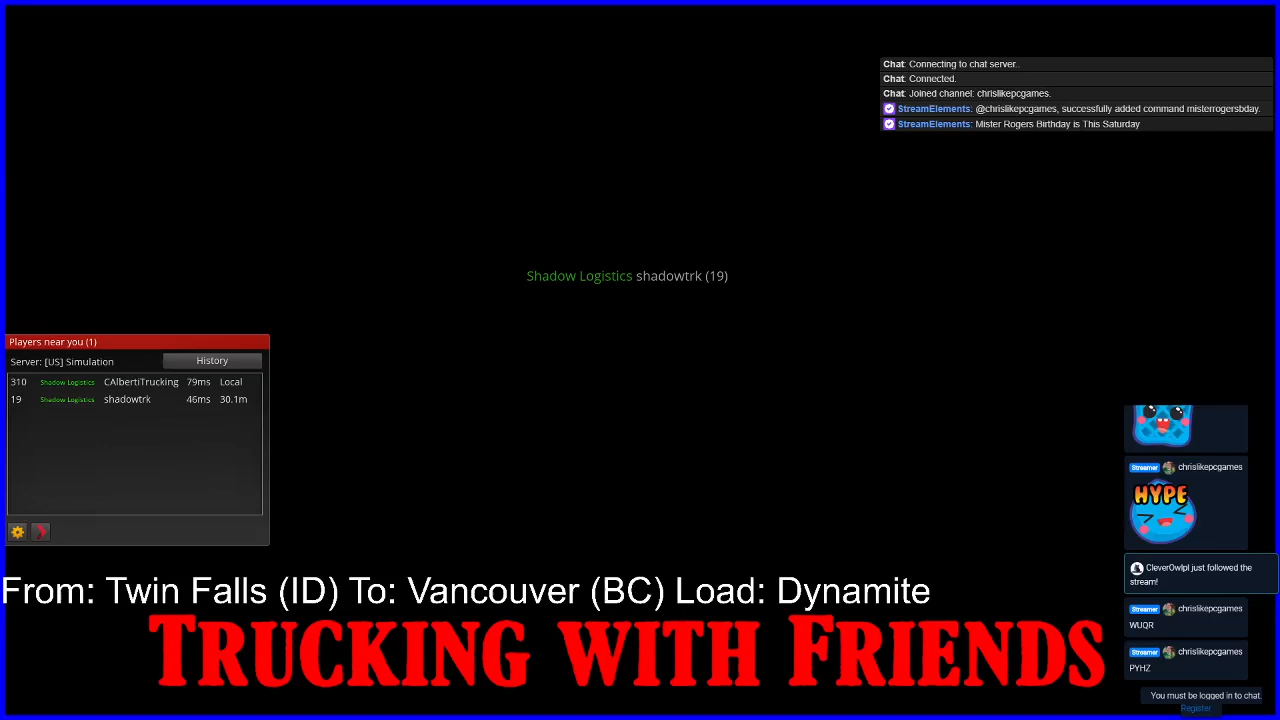 Chat: Connecting to chat server..
Chat: Connected.
Chat: Joined channel: chrislikepcgames.
StreamElements: @chrislikepcgames, successfully added command misterrogersbday.
StreamElements: Mister Rogers Birthday is This Saturday
Shadow Logistics shadowtrk (19)
Players near you (1)
Server: [US] Simulation History
310 Shadow Logistics CAlbertiTrucking 79ms Local
19 Shadow Logistics shadowtrk 46ms 30.1m
Streamer chrislikepcgames
HYPE
CleverOwlpl just followed the
stream!
Streamer chrislikepcgames
WUQR
Streamer chrislikepcgames
PYHZ
You must be logged in to chat.
Register
From: Twin Falls (ID) To: Vancouver (BC) Load: Dynamite
Trucking with Friends